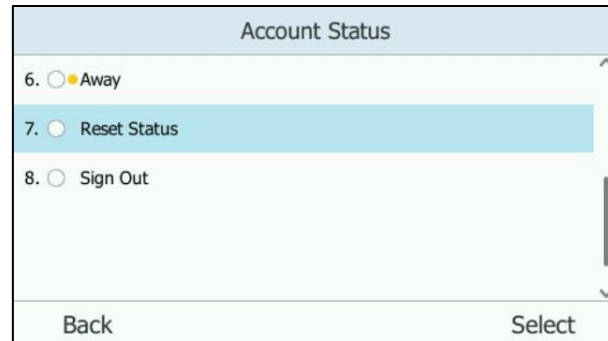 Account Status
6. Away
7. Reset Status
8. Sign Out
Back Select